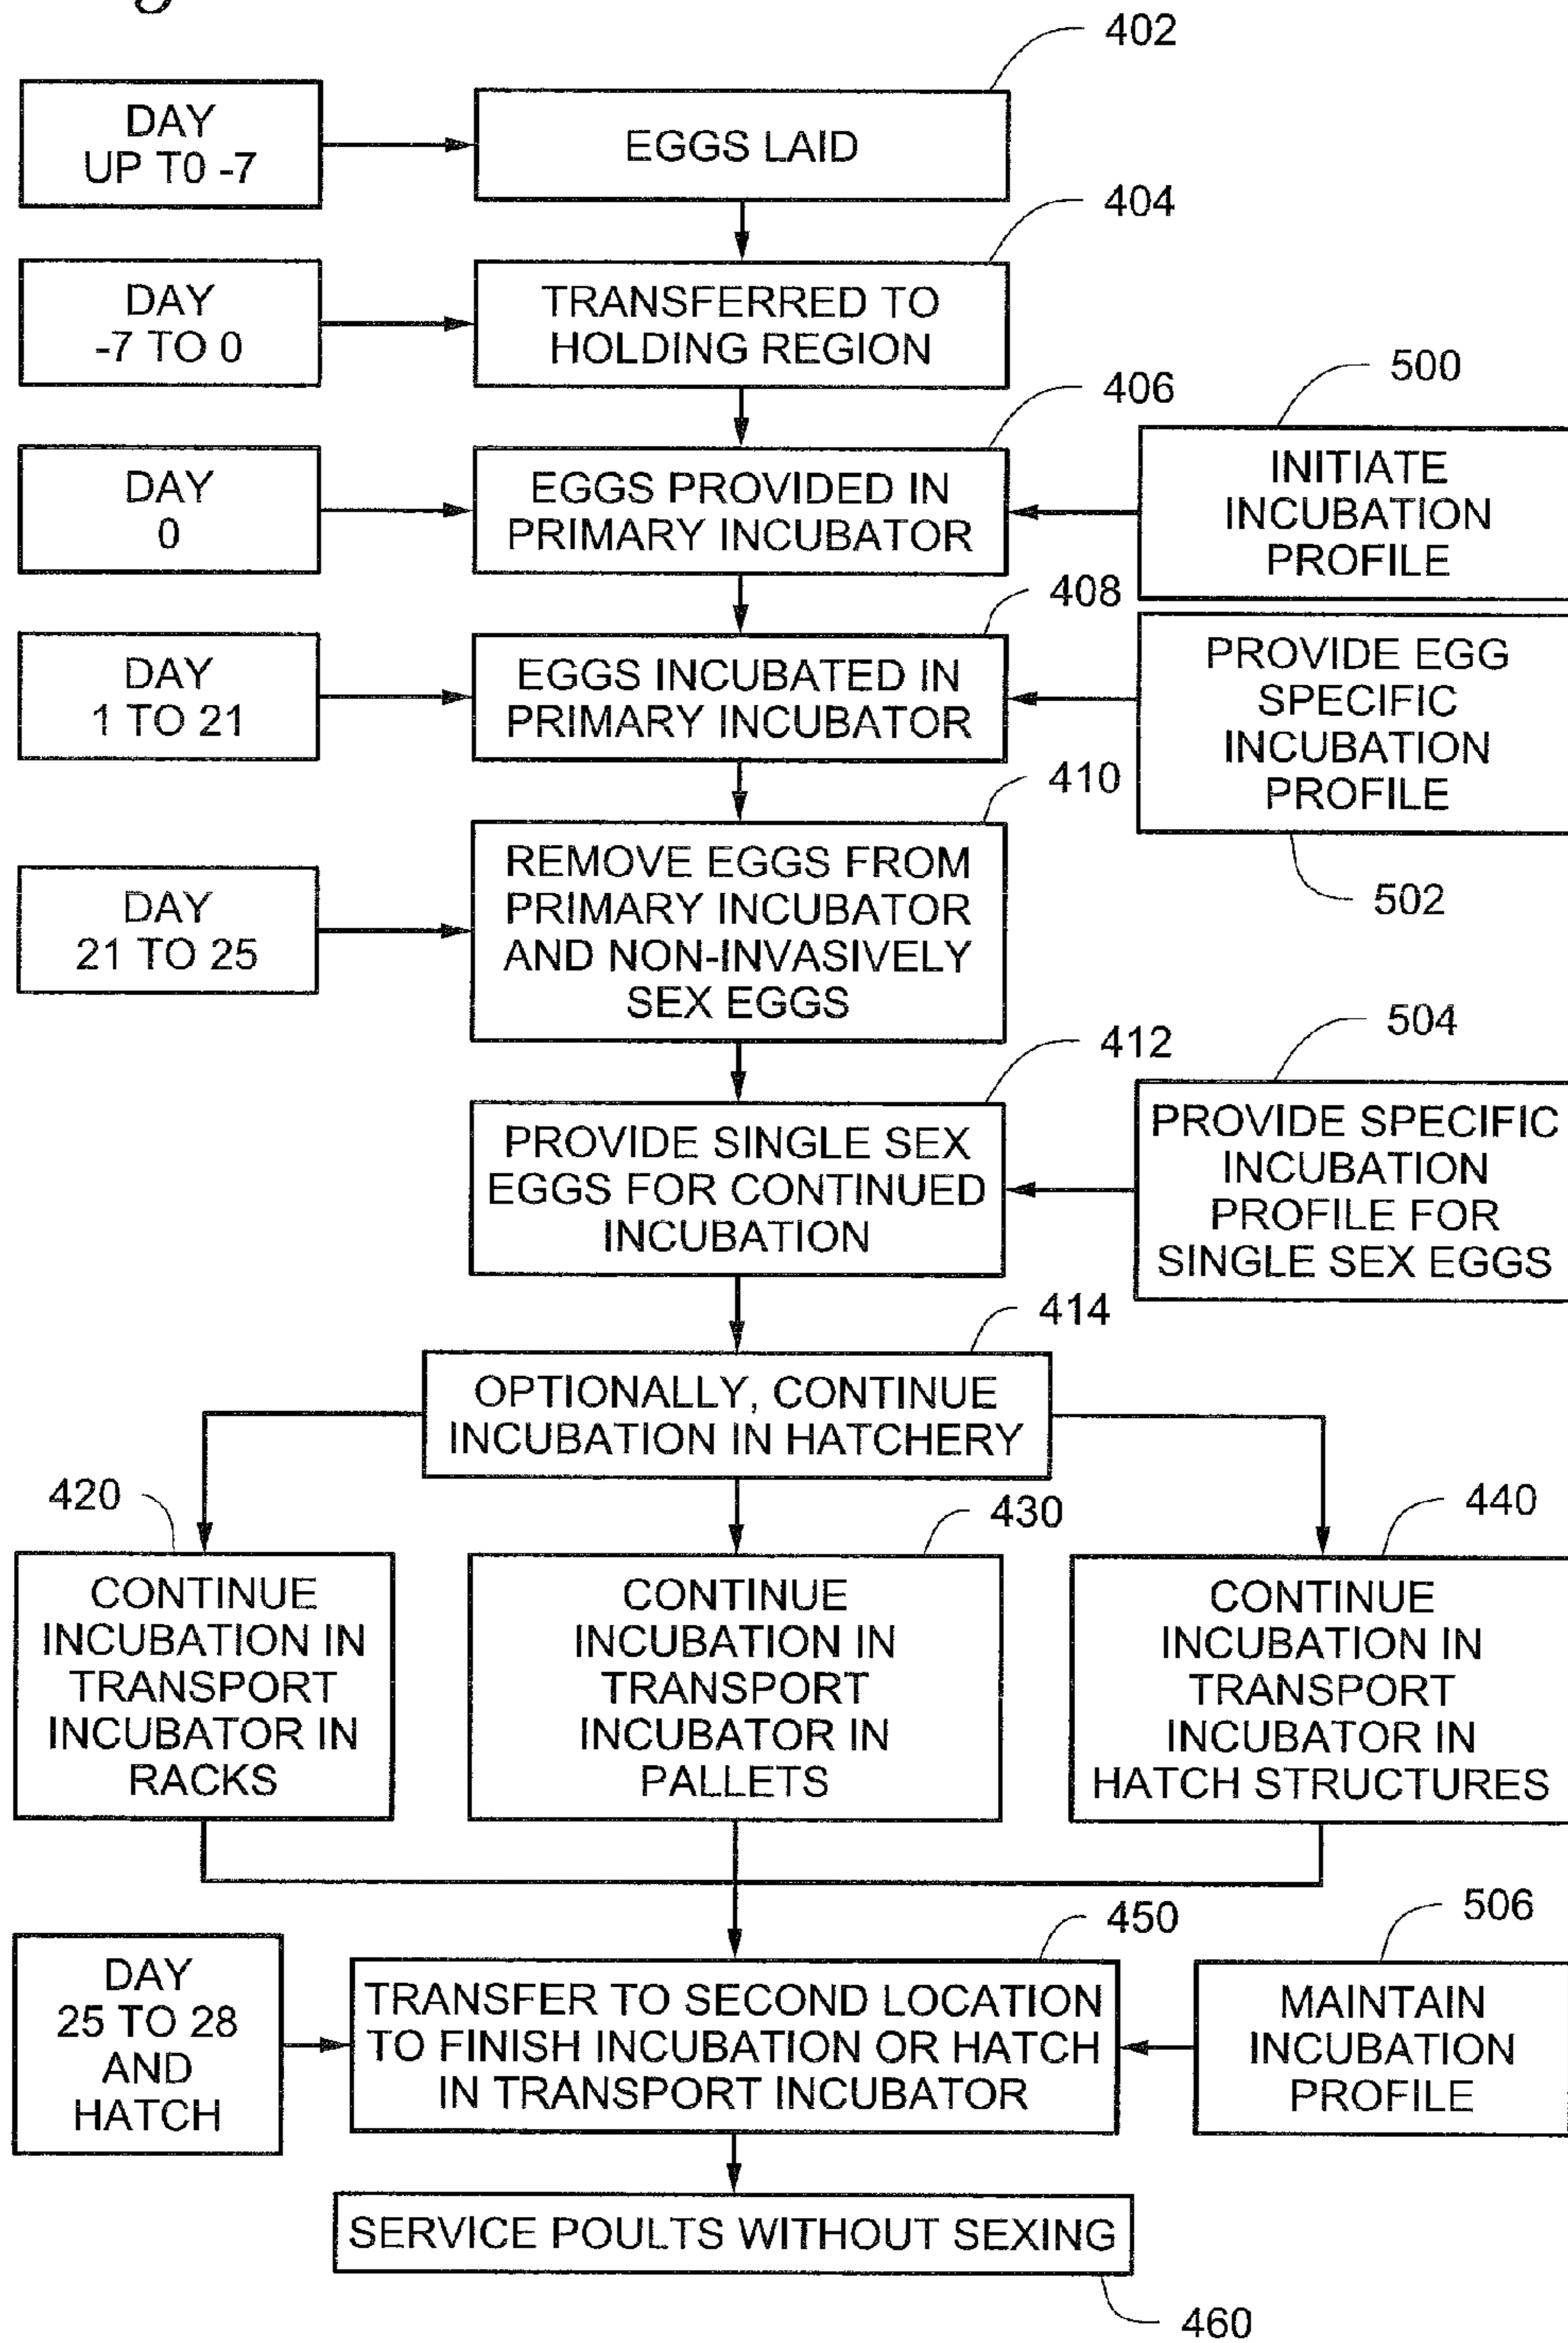 402
DAY
UP T0 -7
EGGS LAID
404
DAY
-7 TO 0
TRANSFERRED TO
HOLDING REGION
406
500
DAY
0
EGGS PROVIDED IN
PRIMARY INCUBATOR
INITIATE
INCUBATION
PROFILE
408
DAY
1 TO 21
EGGS INCUBATED IN
PRIMARY INCUBATOR
PROVIDE EGG
SPECIFIC
INCUBATION
PROFILE
502
410
DAY
21 TO 25
REMOVE EGGS FROM
PRIMARY INCUBATOR
AND NON-INVASIVELY
SEX EGGS
412
504
PROVIDE SINGLE SEX
EGGS FOR CONTINUED
INCUBATION
PROVIDE SPECIFIC
INCUBATION
PROFILE FOR
SINGLE SEX EGGS
414
OPTIONALLY, CONTINUE
INCUBATION IN HATCHERY
420
CONTINUE
INCUBATION IN
TRANSPORT
INCUBATOR IN
RACKS
430
CONTINUE
INCUBATION IN
TRANSPORT
INCUBATOR IN
PALLETS
440
CONTINUE
INCUBATION IN
TRANSPORT
INCUBATOR IN
HATCH STRUCTURES
450
506
DAY
25 TO 28
AND
HATCH
TRANSFER TO SECOND LOCATION
TO FINISH INCUBATION OR HATCH
IN TRANSPORT INCUBATOR
MAINTAIN
INCUBATION
PROFILE
SERVICE POULTS WITHOUT SEXING
460